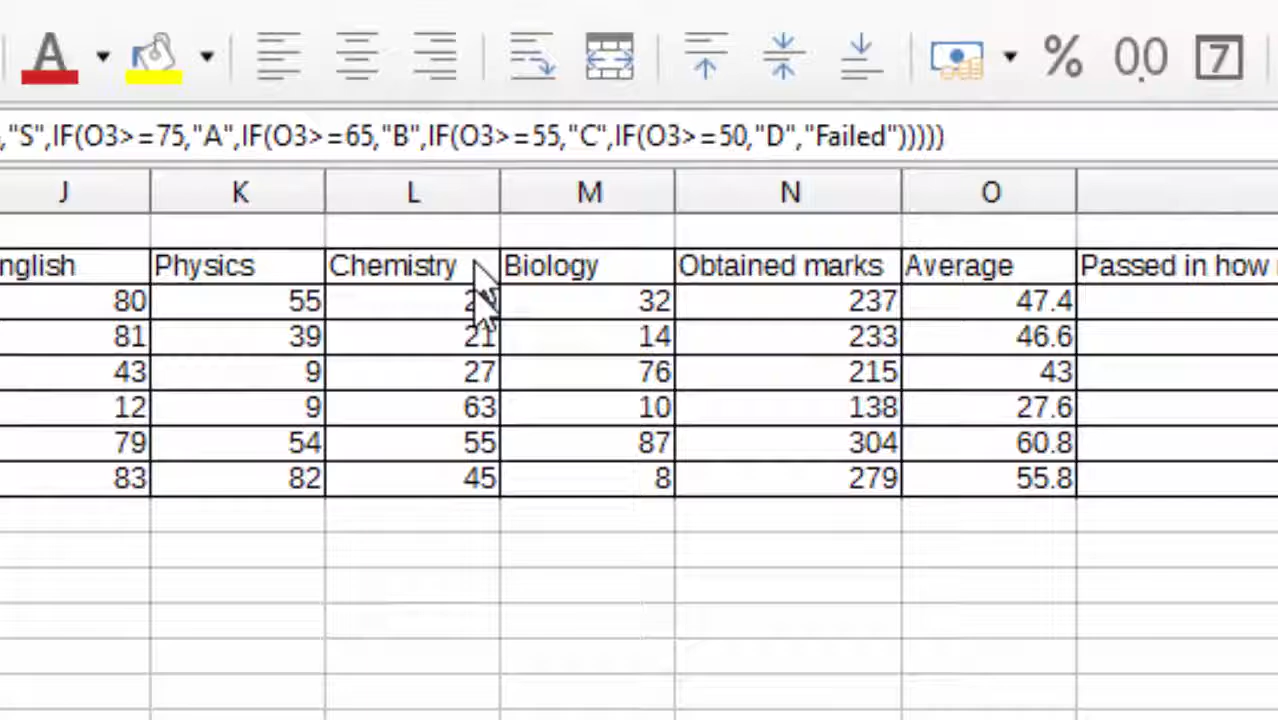 A % 0.0 7
,"S",IF(O3>=75,"A",IF(O3>=65,"B",IF(O3>=55,"C",IF(O3>=50,"D","Failed")))))
J K L M N O
nglish Physics Chemistry Biology Obtained marks Average Passed in how
80 55 32 237 47.4
81 39 21 14 233 46.6
43 9 27 76 215 43
12 9 63 10 138 27.6
79 54 55 87 304 60.8
83 82 45 8 279 55.8